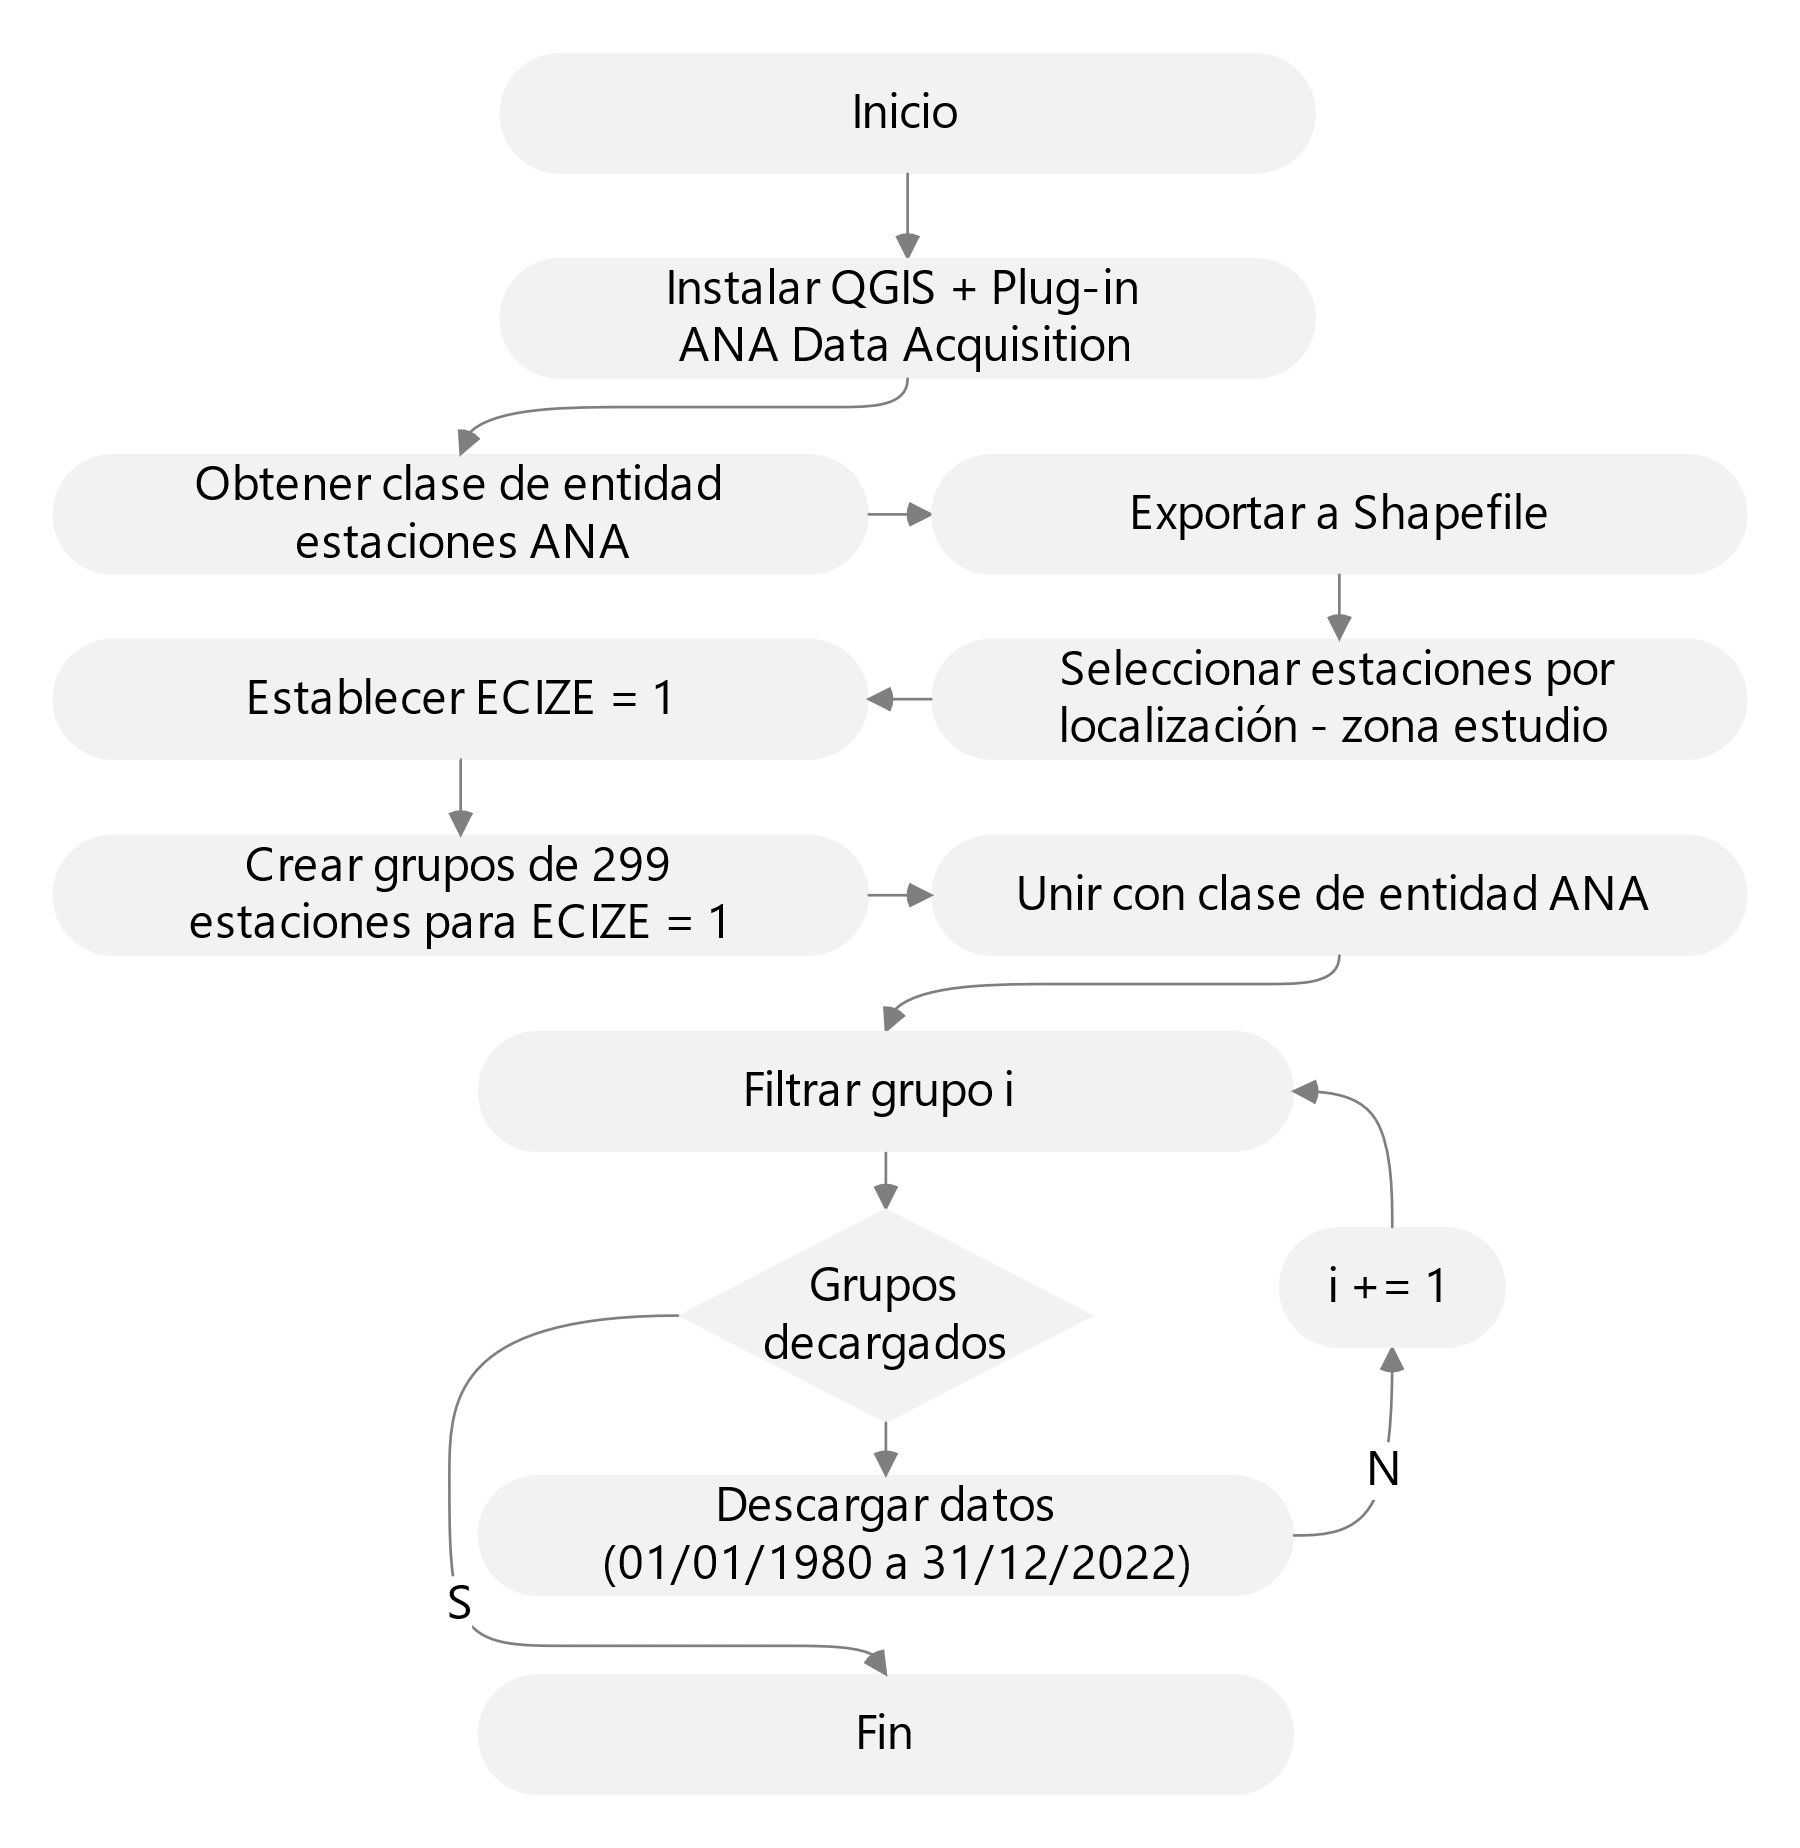 Inicio
Instalar QGIS + Plug-in
ANA Data Acquisition
Obtener clase de entidad
estaciones ANA
Exportar a Shapefile
Seleccionar estaciones por
localización - zona estudio
Establecer ECIZE = 1
Crear grupos de 299
estaciones para ECIZE = 1
Unir con clase de entidad ANA
Filtrar grupo i
Grupos
decargados
i += 1
N
Descargar datos
(01/01/1980 a 31/12/2022)
S
Fin